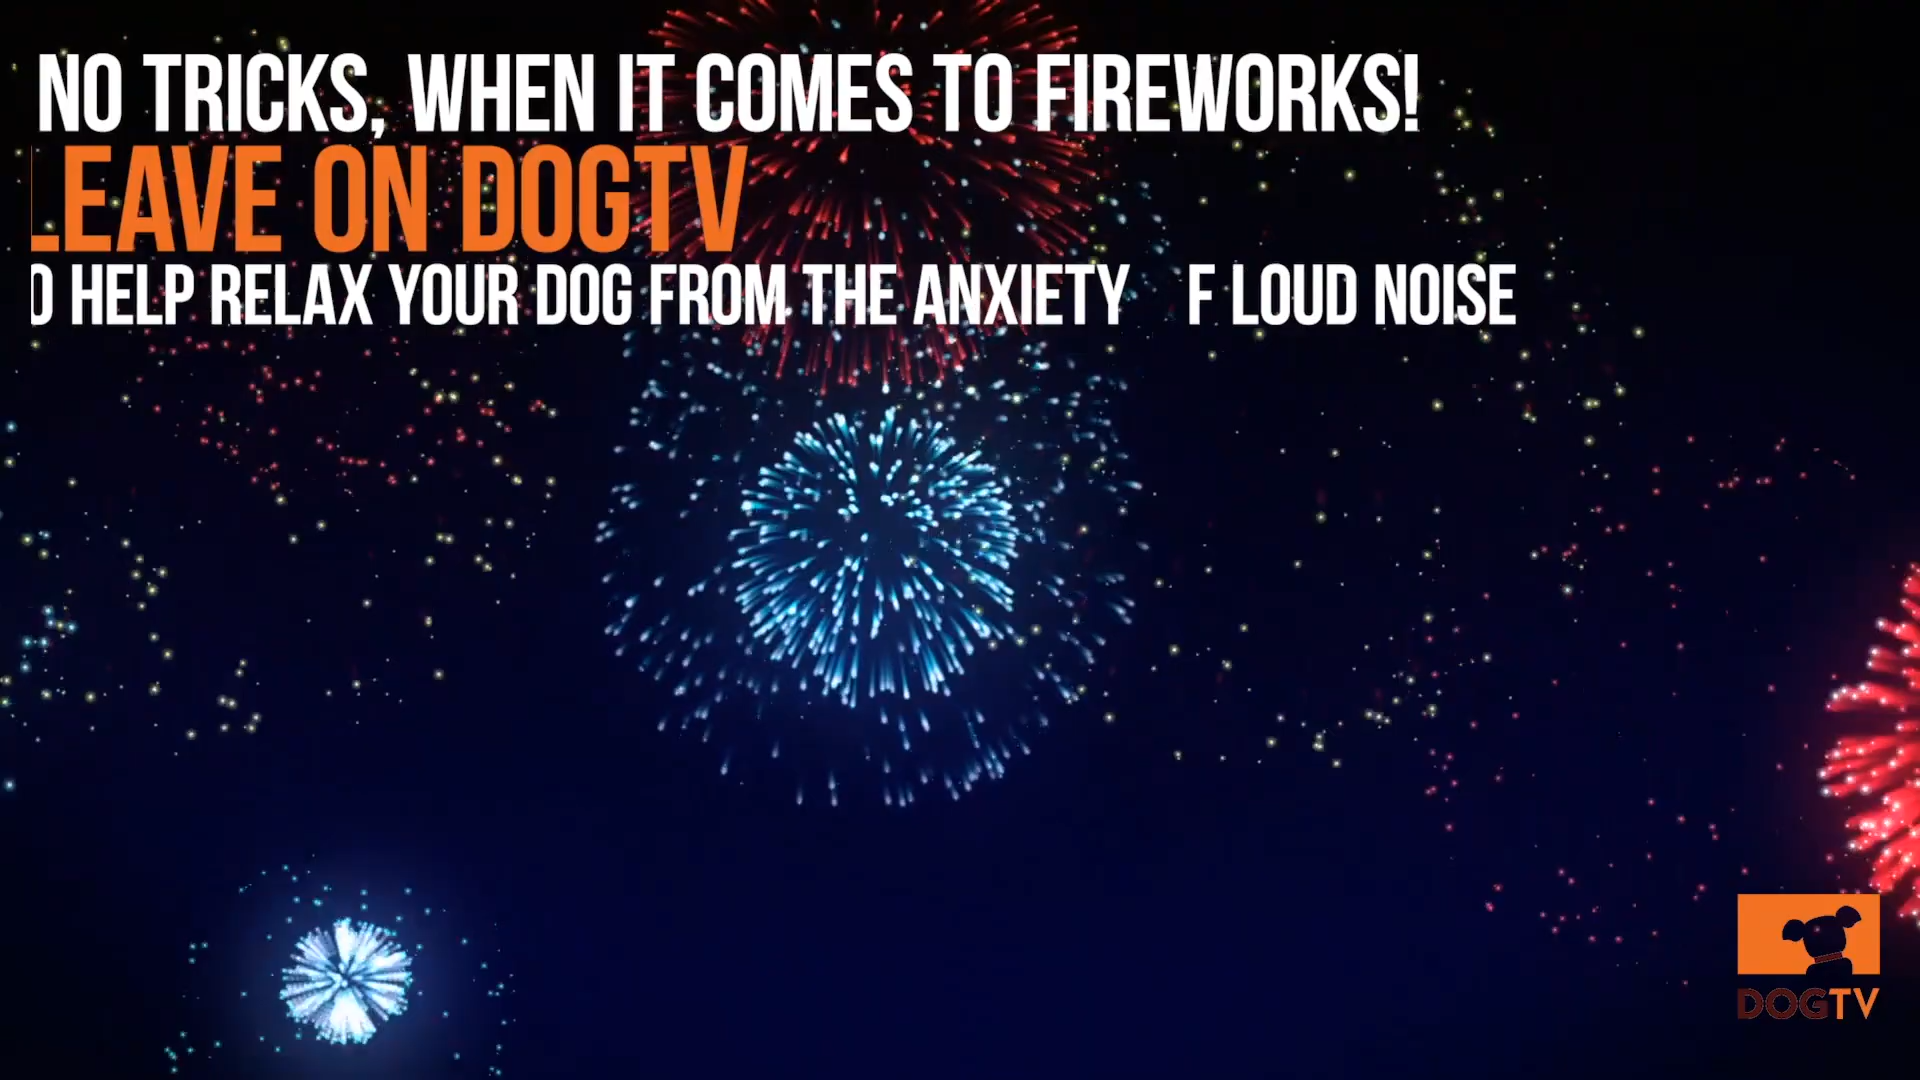 NO TRICKS, WHEN IT COMES TO FIREWORKS!
LEAVE ON DOGTV
O HELP RELAX YOUR DOG FROM THE ANXIETY F LOUD NOISE
DOGTV